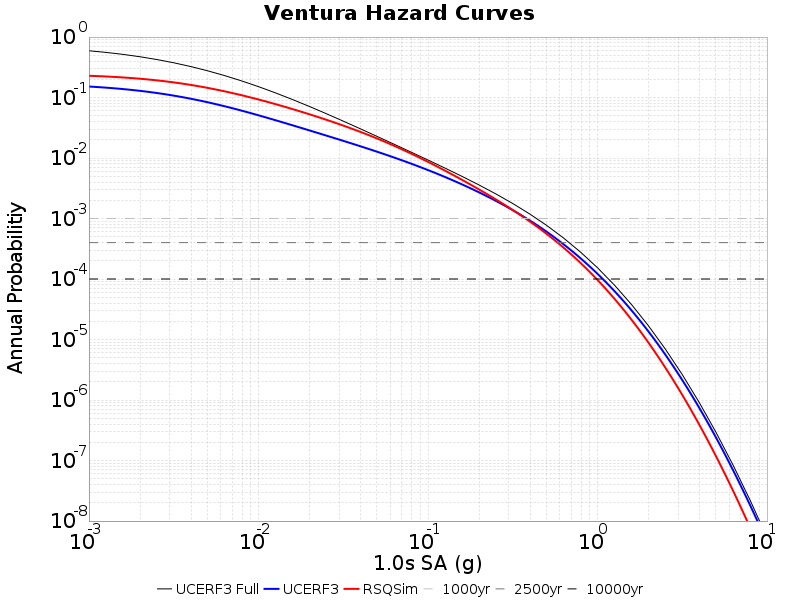 Ventura Hazard Curves
10^0
10^-1
10^-2
10^-3
10^-4
10^-5
10^-6
10^-7
10^-8
Annual Probabilitiy
10^-3 10^-2 10^-1 10^0 10^1
1.0s SA (g)
UCERF3 Full UCERF3 RSQSim 1000yr 2500yr 10000yr